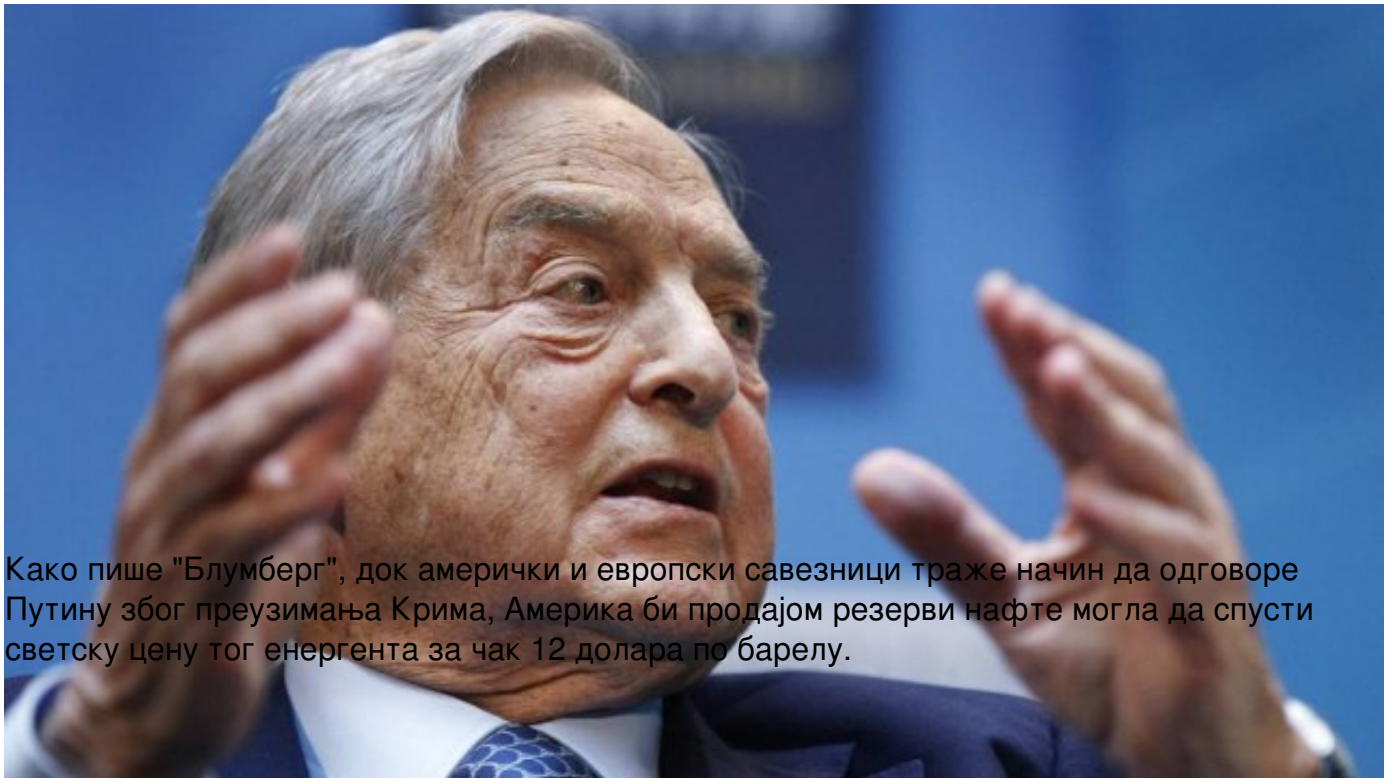 Како пише "Блумберг", док амерички и европски савезници траже начин да одговоре
Путину због преузимања Крима, Америка би продајом резерви нафте могла да спусти
светску цену тог енергента за чак 12 долара по барелу.